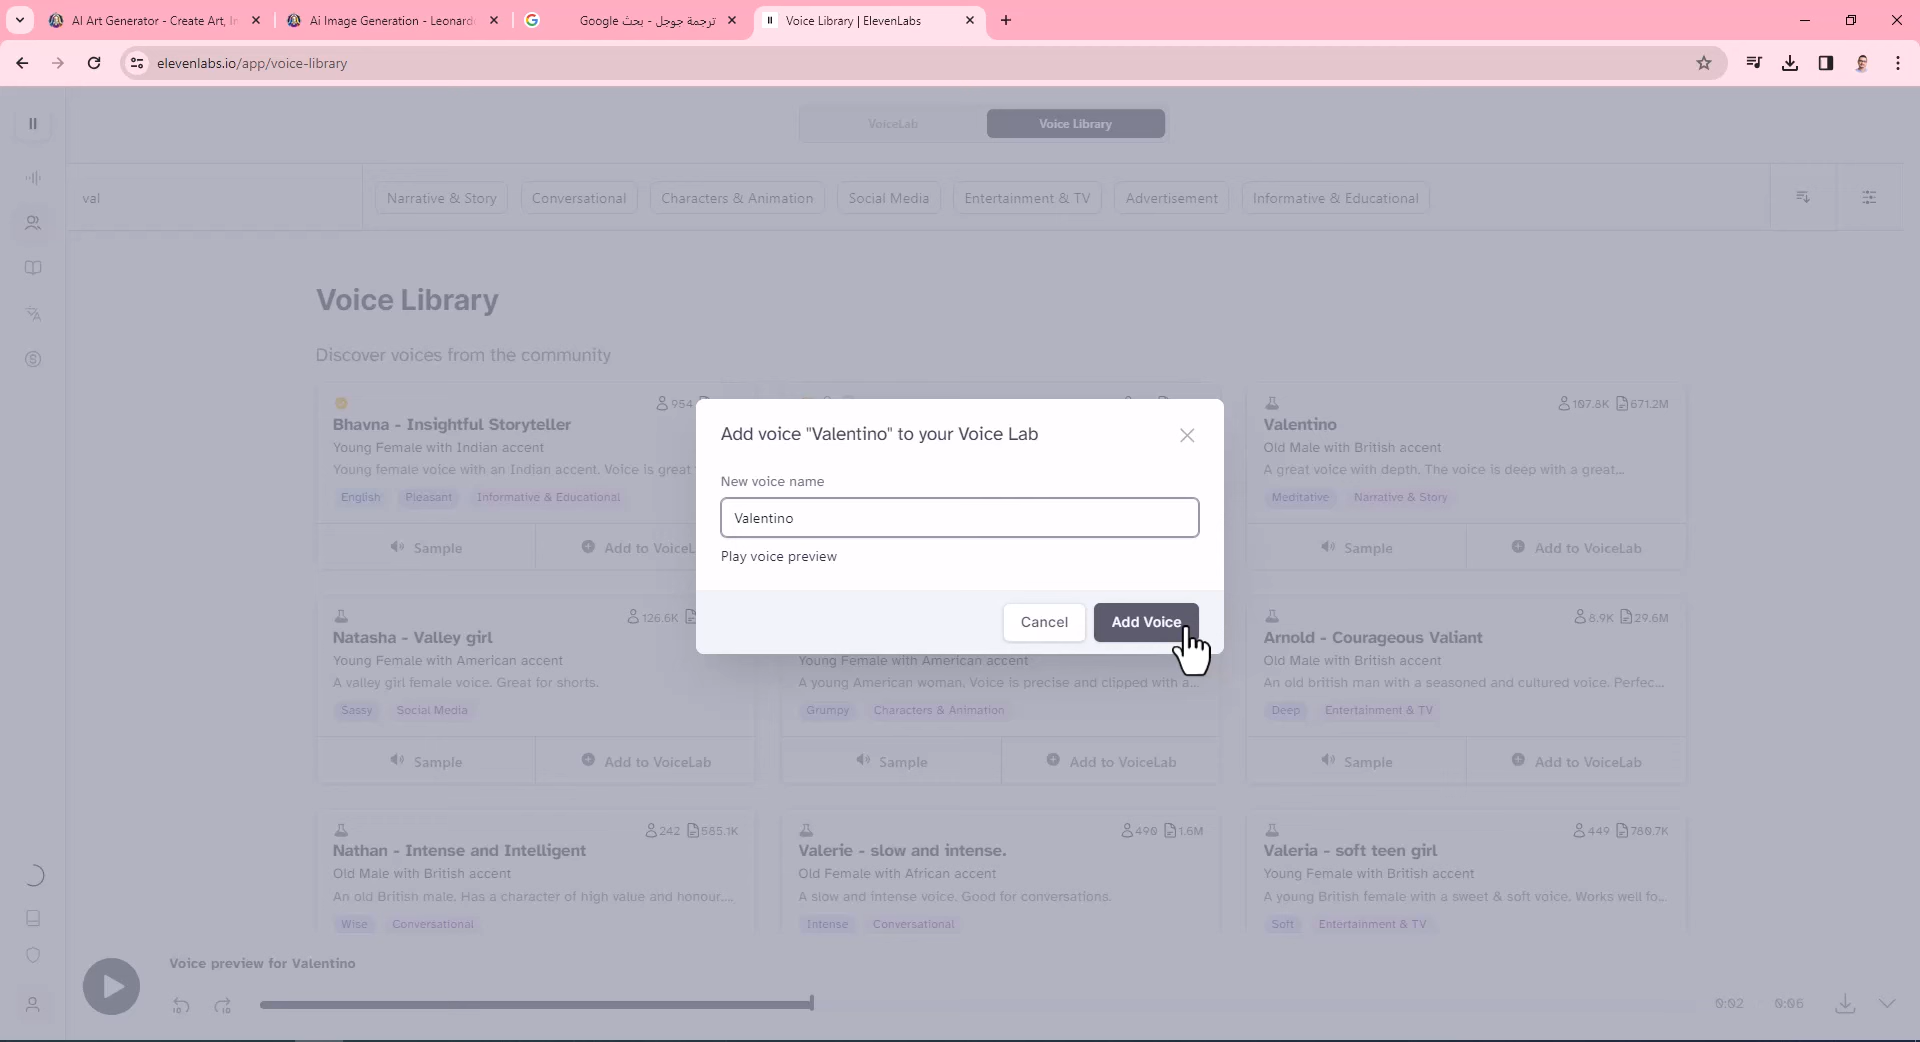 AI Art Generator - Create Art, I
Ai Image Generation - Leonard
ترجمة جوجل - بحث Google
Voice Library | ElevenLabs
elevenlabs.io/app/voice-library
VoiceLab
Voice Library
val
Narrative & Story
Conversational
Characters & Animation
Social Media
Entertainment & TV
Advertisement
Informative & Educational
Voice Library
Discover voices from the community
954
Bhavna - Insightful Storyteller
Young Female with Indian accent
Young female voice with an Indian accent. Voice is great
English Pleasant Informative & Educational
Sample
Add to VoiceL
107.8K 671.2M
Valentino
Old Male with British accent
A great voice with depth. The voice is deep with a great...
Meditative Narrative & Story
Sample
Add to VoiceLab
Add voice "Valentino" to your Voice Lab
New voice name
Valentino
Play voice preview
Cancel
Add Voice
126.6K
Natasha - Valley girl
Young Female with American accent
A valley girl female voice. Great for shorts.
Sassy Social Media
Sample
Add to VoiceLab
Young Female with American accent
A young American woman. Voice is precise and clipped with a...
Grumpy Characters & Animation
Sample
Add to VoiceLab
8.9K 29.6M
Arnold - Courageous Valiant
Old Male with British accent
An old british man with a seasoned and cultured voice. Perfec...
Deep Entertainment & TV
Sample
Add to VoiceLab
242 585.1K
Nathan - Intense and Intelligent
Old Male with British accent
An old British male. Has a character of high value and honour....
Wise Conversational
490 1.6M
Valerie - slow and intense.
Old Female with African accent
A slow and intense voice. Good for conversations.
Intense Conversational
449 780.7K
Valeria - soft teen girl
Young Female with British accent
A young British female with a sweet & soft voice. Works well fo...
Soft Entertainment & TV
Voice preview for Valentino
10
10
0:02
0:06